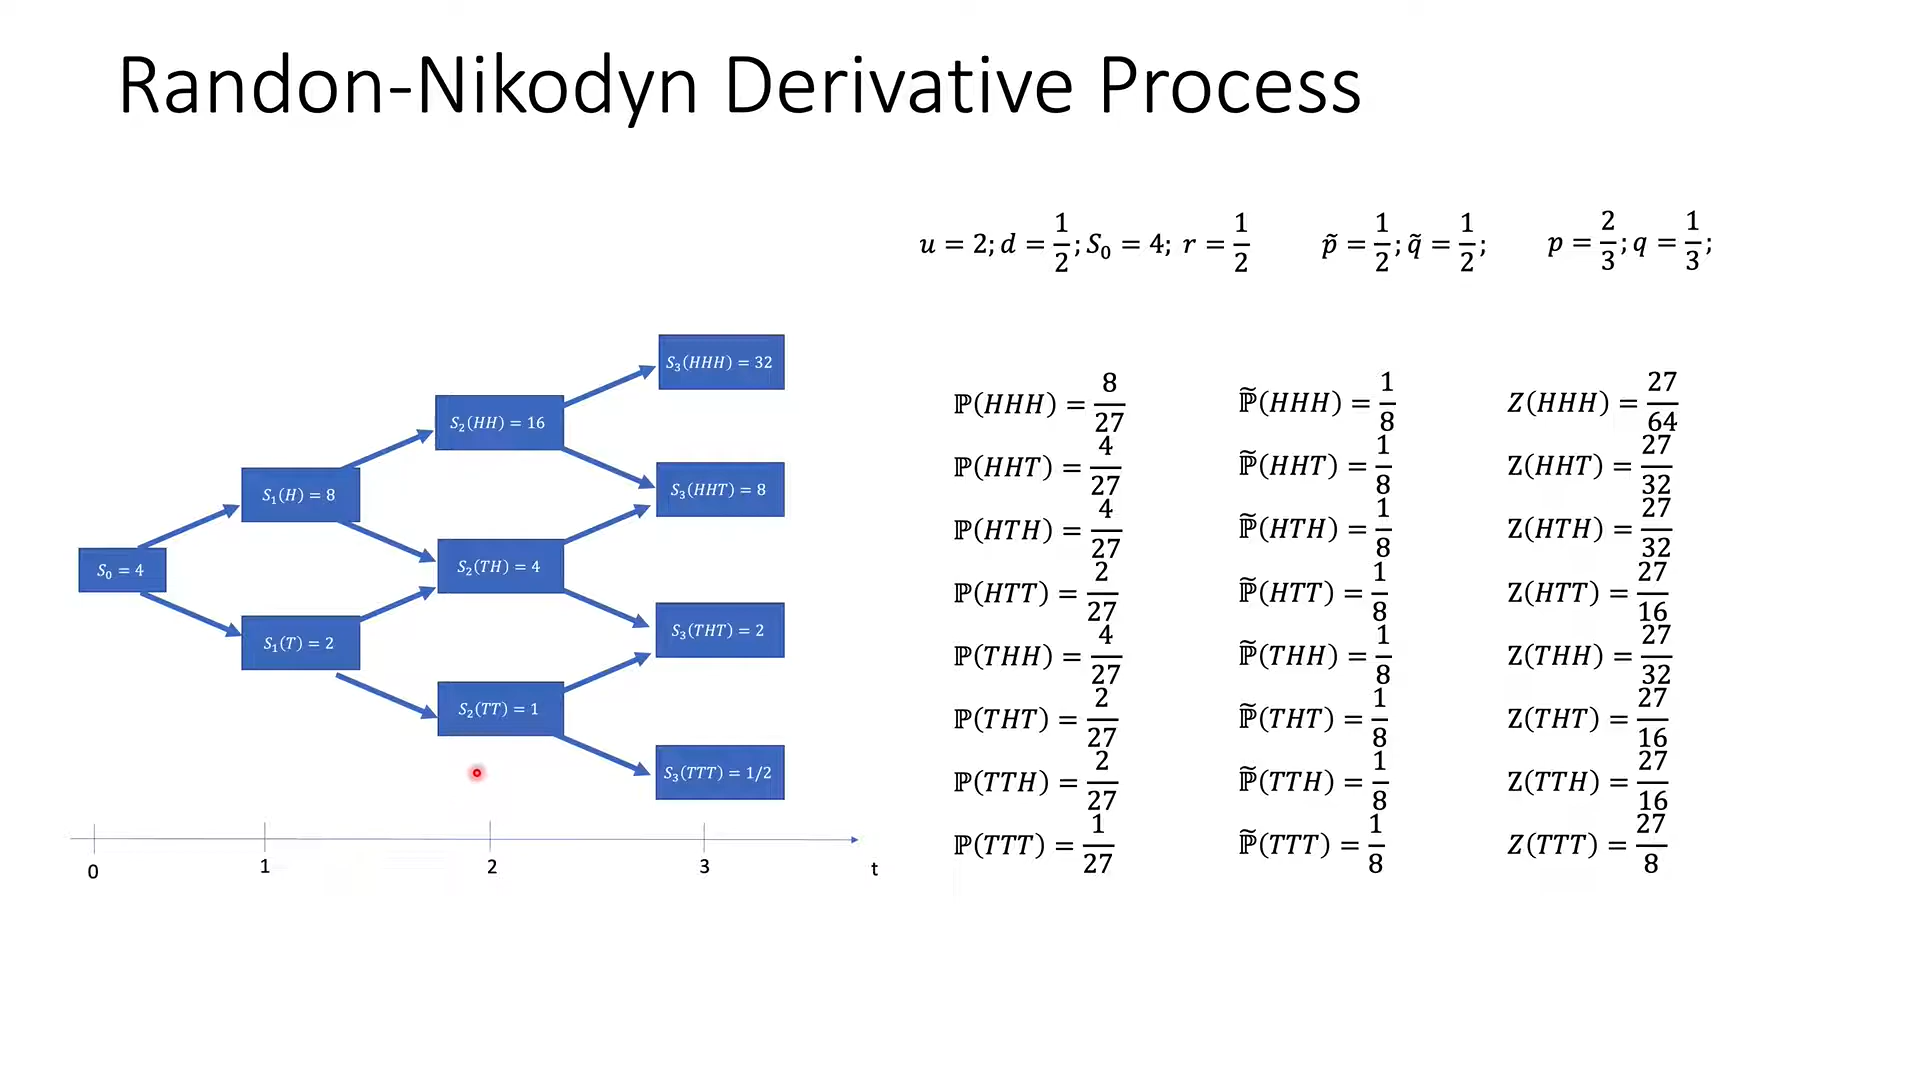 Randon-Nikodyn Derivative Process
u = 2; d = 1/2; S₀ = 4; r = 1/2 p̃ = 1/2; q̃ = 1/2; p = 2/3; q = 1/3;
S₃(HHH) = 32
S₂(HH) = 16
S₃(HHT) = 8
S₁(H) = 8
S₂(TH) = 4
S₀ = 4
S₃(THT) = 2
S₁(T) = 2
S₂(TT) = 1
S₃(TTT) = 1/2
0 1 2 3 t
ℙ(HHH) = 8/27 ℙ̃(HHH) = 1/8 Z(HHH) = 27/64
ℙ(HHT) = 4/27 ℙ̃(HHT) = 1/8 Z(HHT) = 27/32
ℙ(HTH) = 4/27 ℙ̃(HTH) = 1/8 Z(HTH) = 27/32
ℙ(HTT) = 2/27 ℙ̃(HTT) = 1/8 Z(HTT) = 27/16
ℙ(THH) = 4/27 ℙ̃(THH) = 1/8 Z(THH) = 27/32
ℙ(THT) = 2/27 ℙ̃(THT) = 1/8 Z(THT) = 27/16
ℙ(TTH) = 2/27 ℙ̃(TTH) = 1/8 Z(TTH) = 27/16
ℙ(TTT) = 1/27 ℙ̃(TTT) = 1/8 Z(TTT) = 27/8